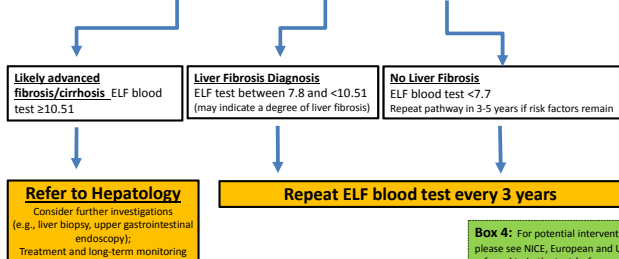 Likely advanced
fibrosis/cirrhosis ELF blood
test ≥10.51
Liver Fibrosis Diagnosis
ELF test between 7.8 and <10.51
(may indicate a degree of liver fibrosis)
No Liver Fibrosis
ELF blood test <7.7
Repeat pathway in 3-5 years if risk factors remain
Refer to Hepatology
Consider further investigations
(e.g., liver biopsy, upper gastrointestinal
endoscopy);
Treatment and long-term monitoring
Repeat ELF blood test every 3 years
Box 4: For potential intervent
please see NICE, European and U